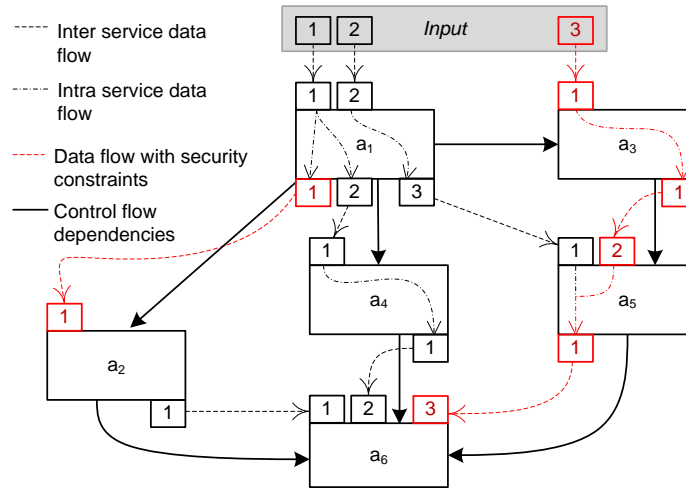 1 2 Input 3
Inter service data
flow
Intra service data
flow
Data flow with security
constraints
Control flow
dependencies
1 2 1
a1 a3
1 2 3 1
1 1 2
a4 a5
1 1 1
a2
1 1 2 3
a6